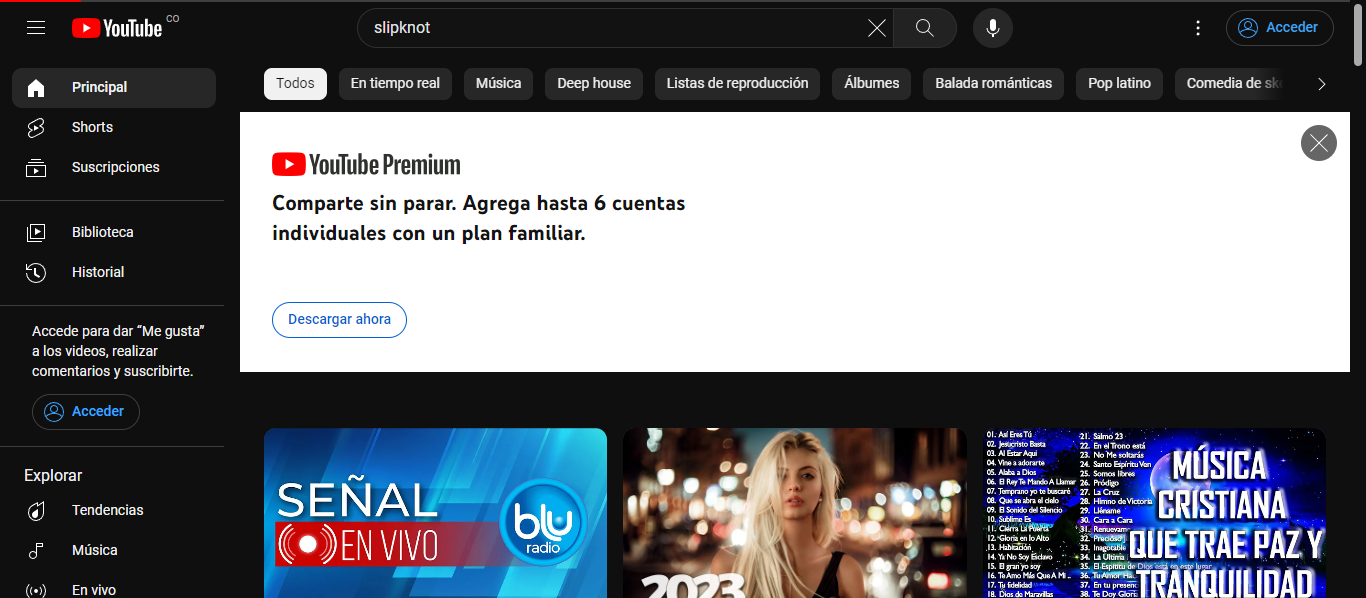 YouTube CO
slipknot
Acceder
Principal
Shorts
Suscripciones
Biblioteca
Historial
Accede para dar “Me gusta”
a los videos, realizar
comentarios y suscribirte.
Acceder
Explorar
Tendencias
Música
En vivo
Todos
En tiempo real
Música
Deep house
Listas de reproducción
Álbumes
Balada románticas
Pop latino
Comedia de
YouTube Premium
Comparte sin parar. Agrega hasta 6 cuentas
individuales con un plan familiar.
Descargar ahora
SEÑAL
EN VIVO
blu
radio
2023
01. Así Eres Tú
02. Jesucristo Basta
03. Al Estar Aquí
04. Vine a adorarte
05. Alaba a Dios
06. El Rey Te Mando A Llamar
07. Temprano yo te buscaré
08. Que se abra el cielo
09. El Sonido del Silencio
10. Sublime Es
11. Cierra La Puerta
12. Gloria en lo Alto
13. Habitación
14. Ya No Soy Esclavo
15. El gran yo soy
16. Te Amo Más Que A Mi ..
17. Tu fidelidad
18. Dios de Maravillas
21. Salmo 23
22. En el Trono está
23. No Me soltarás
24. Santo Espíritu Ven
25. Somos libres
26. Pródigo
27. La Cruz
28. Himno de Victoria
29. Lléname
30. Cara a Cara
31. Renuevame
32. Precioso
33. Inagotable
34. La Ultima
35. El Espíritu de Dios está en este lugar
36. Tu Amor Ha..
37. En tu presenc
38. Te Doy Gloria
MÚSICA
CRISTIANA
QUE TRAE PAZ Y
TRANQUILIDAD